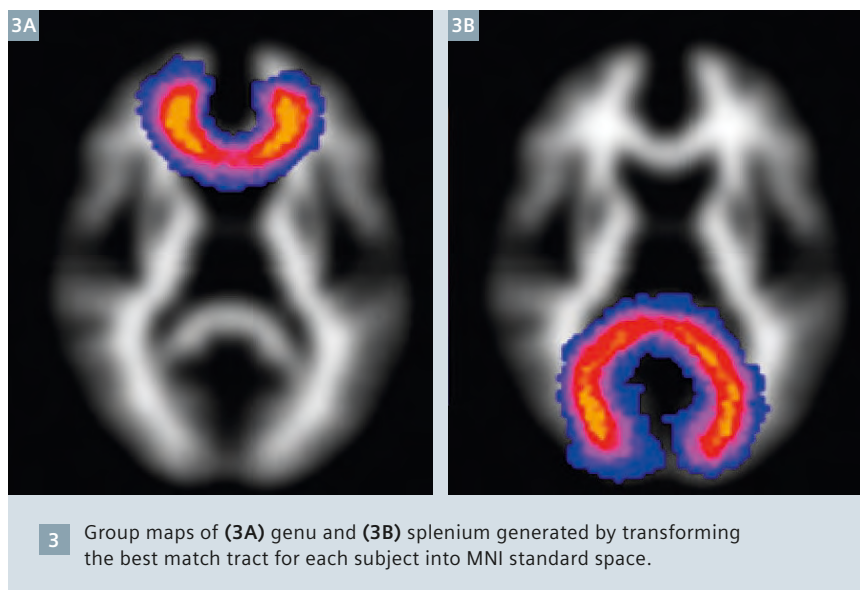 3A
3B
3
Group maps of (3A) genu and (3B) splenium generated by transforming
the best match tract for each subject into MNI standard space.